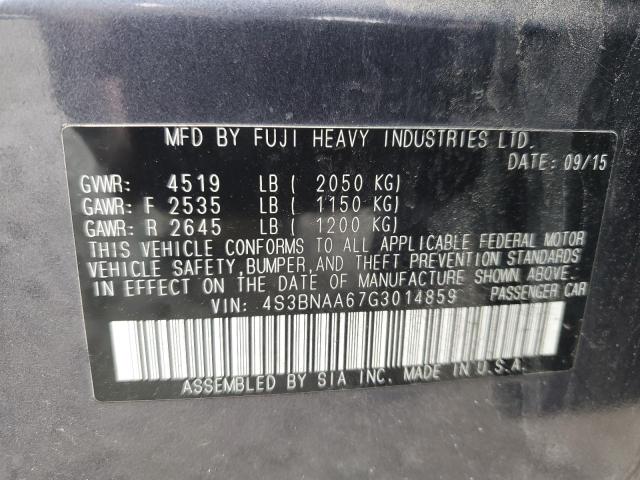 MFD BY FUJI HEAVY INDUSTRIES LTD.
DATE: 09/15
GVWR: 4519 LB ( 2050 KG)
GAWR: F 2535 LB ( 1150 KG)
GAWR: R 2645 LB ( 1200 KG)
THIS VEHICLE CONFORMS TO ALL APPLICABLE FEDERAL MOTOR
VEHICLE SAFETY, BUMPER, AND THEFT PREVENTION STANDARDS
IN EFFECT ON THE DATE OF MANUFACTURE SHOWN ABOVE.
VIN: 4S3BNAA67G3014859 PASSENGER CAR
ASSEMBLED BY SIA INC. MADE IN U.S.A.